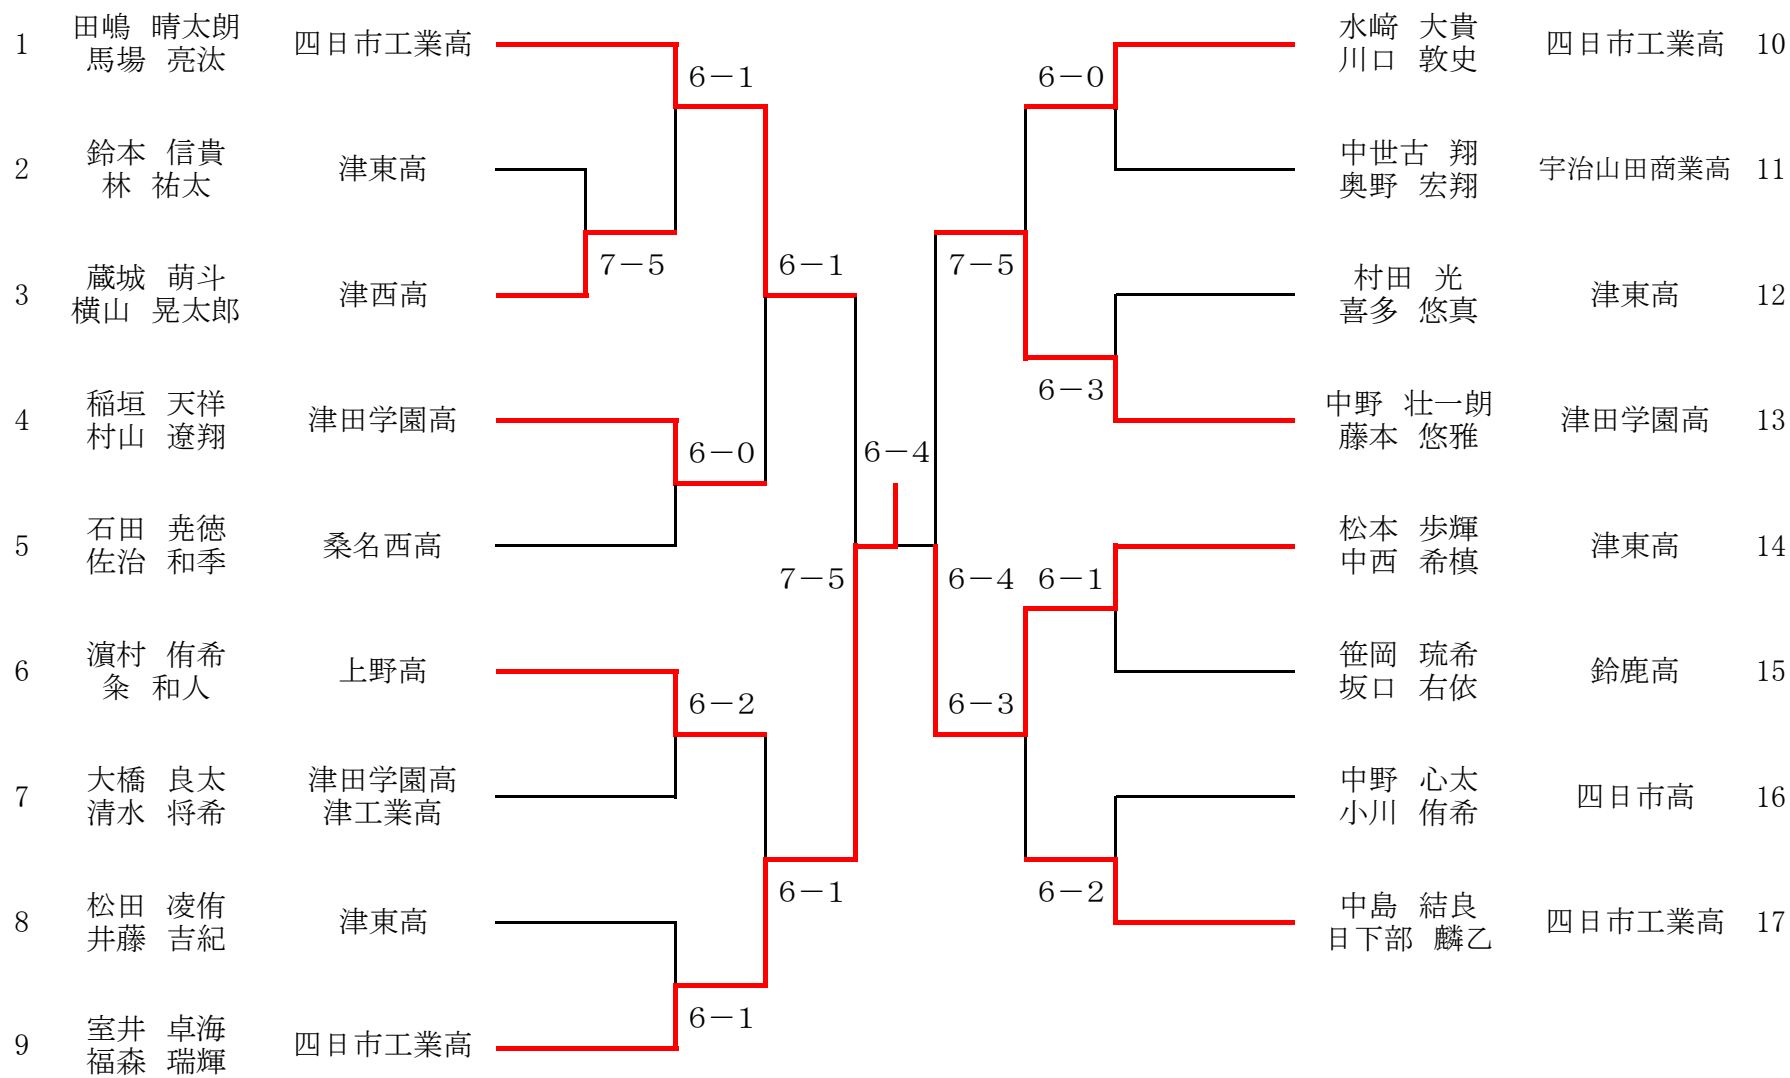 1 田嶋 晴太朗 四日市工業高
馬場 亮汰
6-1
2 鈴木 信貴 津東高
林 祐太
7-5
3 蔵城 萌斗 津西高
横山 晃太郎
6-1
4 稲垣 天祥 津田学園高
村山 遼翔
6-0
5 石田 尭徳 桑名西高
佐治 和季
7-5
6 濵村 侑希 上野高
粂 和人
6-2
7 大橋 良太 津田学園高
清水 将希 津工業高
6-1
8 松田 凌侑 津東高
井藤 吉紀
6-1
9 室井 卓海 四日市工業高
福森 瑞輝
6-4
水﨑 大貴 四日市工業高 10
川口 敦史
6-0
中世古 翔 宇治山田商業高 11
奥野 宏翔
7-5
村田 光 津東高 12
喜多 悠真
6-3
中野 壮一朗 津田学園高 13
藤本 悠雅
6-4
松本 歩輝 津東高 14
中西 希槙
6-1
笹岡 琉希 鈴鹿高 15
坂口 右依
6-3
中野 心太 四日市高 16
小川 侑希
6-2
中島 結良 四日市工業高 17
日下部 麟乙